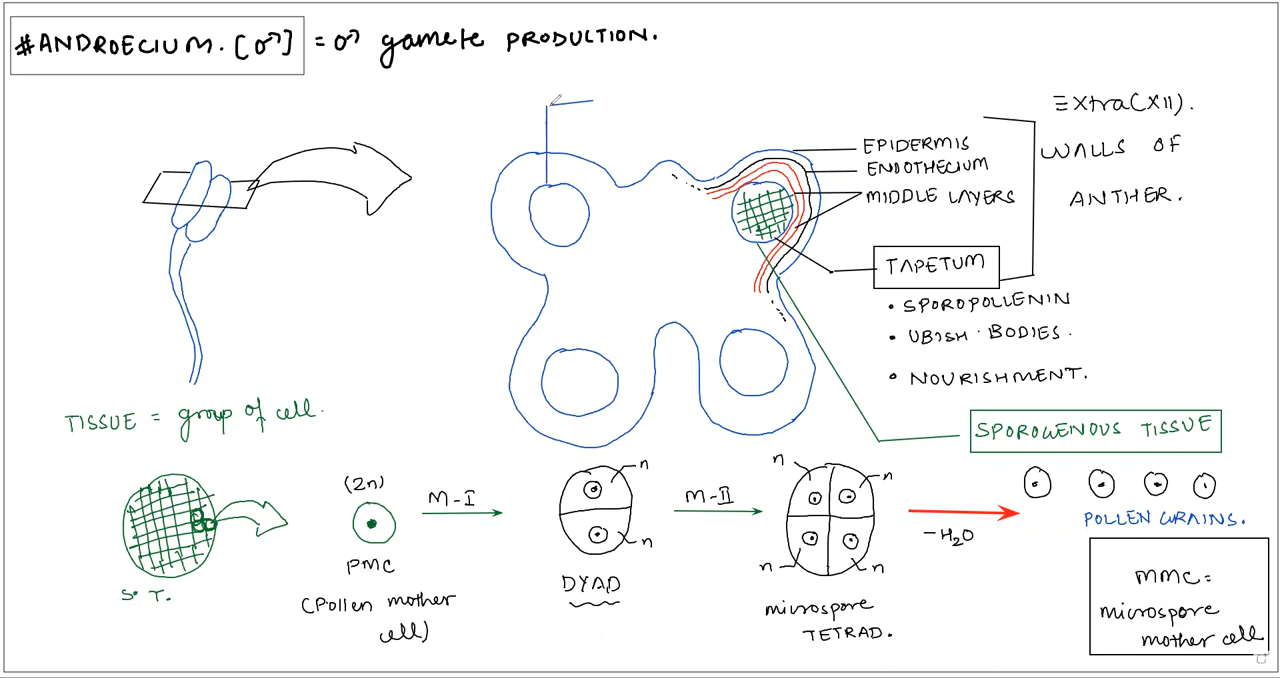 #ANDROECIUM. [♂] = ♂ gamete PRODUCTION.
Extra(XII).
WALLS OF
ANTHER.
EPIDERMIS
ENDOTHECIUM
MIDDLE LAYERS
TAPETUM
• SPOROPOLLENIN
• UBISH BODIES.
• NOURISHMENT.
TISSUE = group of cell.
SPOROGENOUS TISSUE
S.T.
(2n)
PMC
(Pollen mother
cell)
M-I
n
n
DYAD
M-II
n
n
n
n
microspore
TETRAD.
-H2O
POLLEN GRAINS.
MMC =
microspore
mother cell